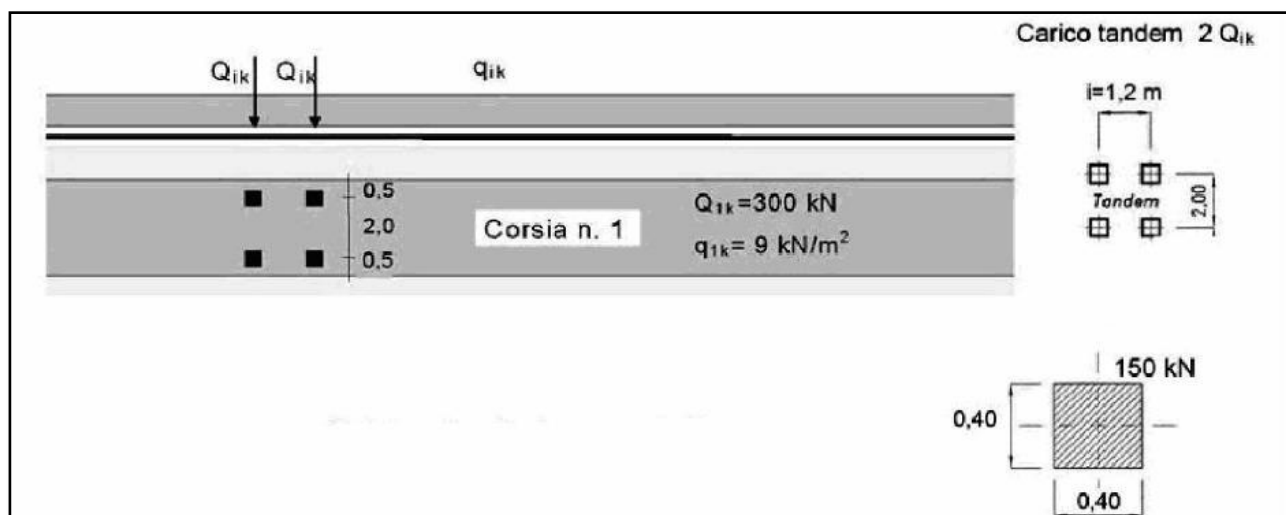 Carico tandem 2 Qik
Qik Qik qik
i=1,2 m
0,5
2,0
0,5
Corsia n. 1
Q1k=300 kN
q1k= 9 kN/m²
Tandem
2,00
150 kN
0,40
0,40